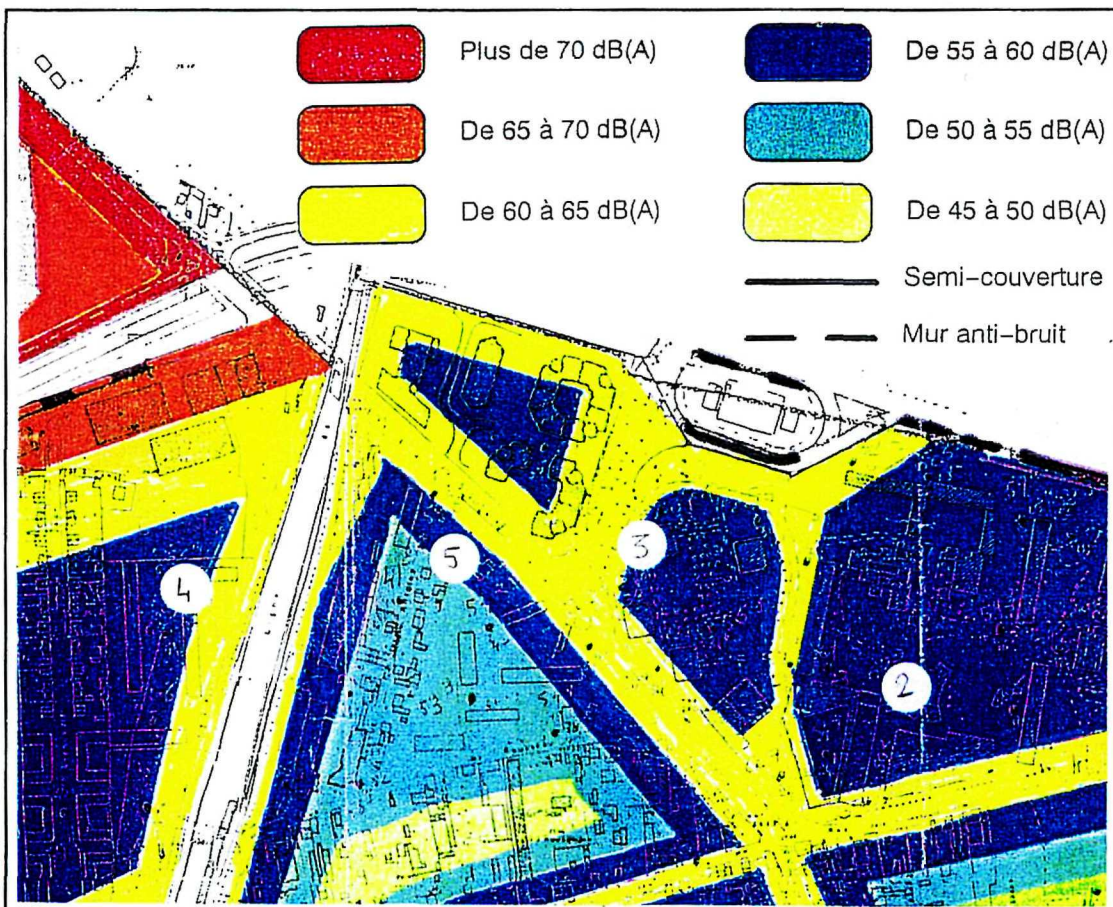 Plus de 70 dB(A)
De 65 à 70 dB(A)
De 60 à 65 dB(A)
De 55 à 60 dB(A)
De 50 à 55 dB(A)
De 45 à 50 dB(A)
Semi-couverture
Mur anti-bruit
3
5
4
2
53